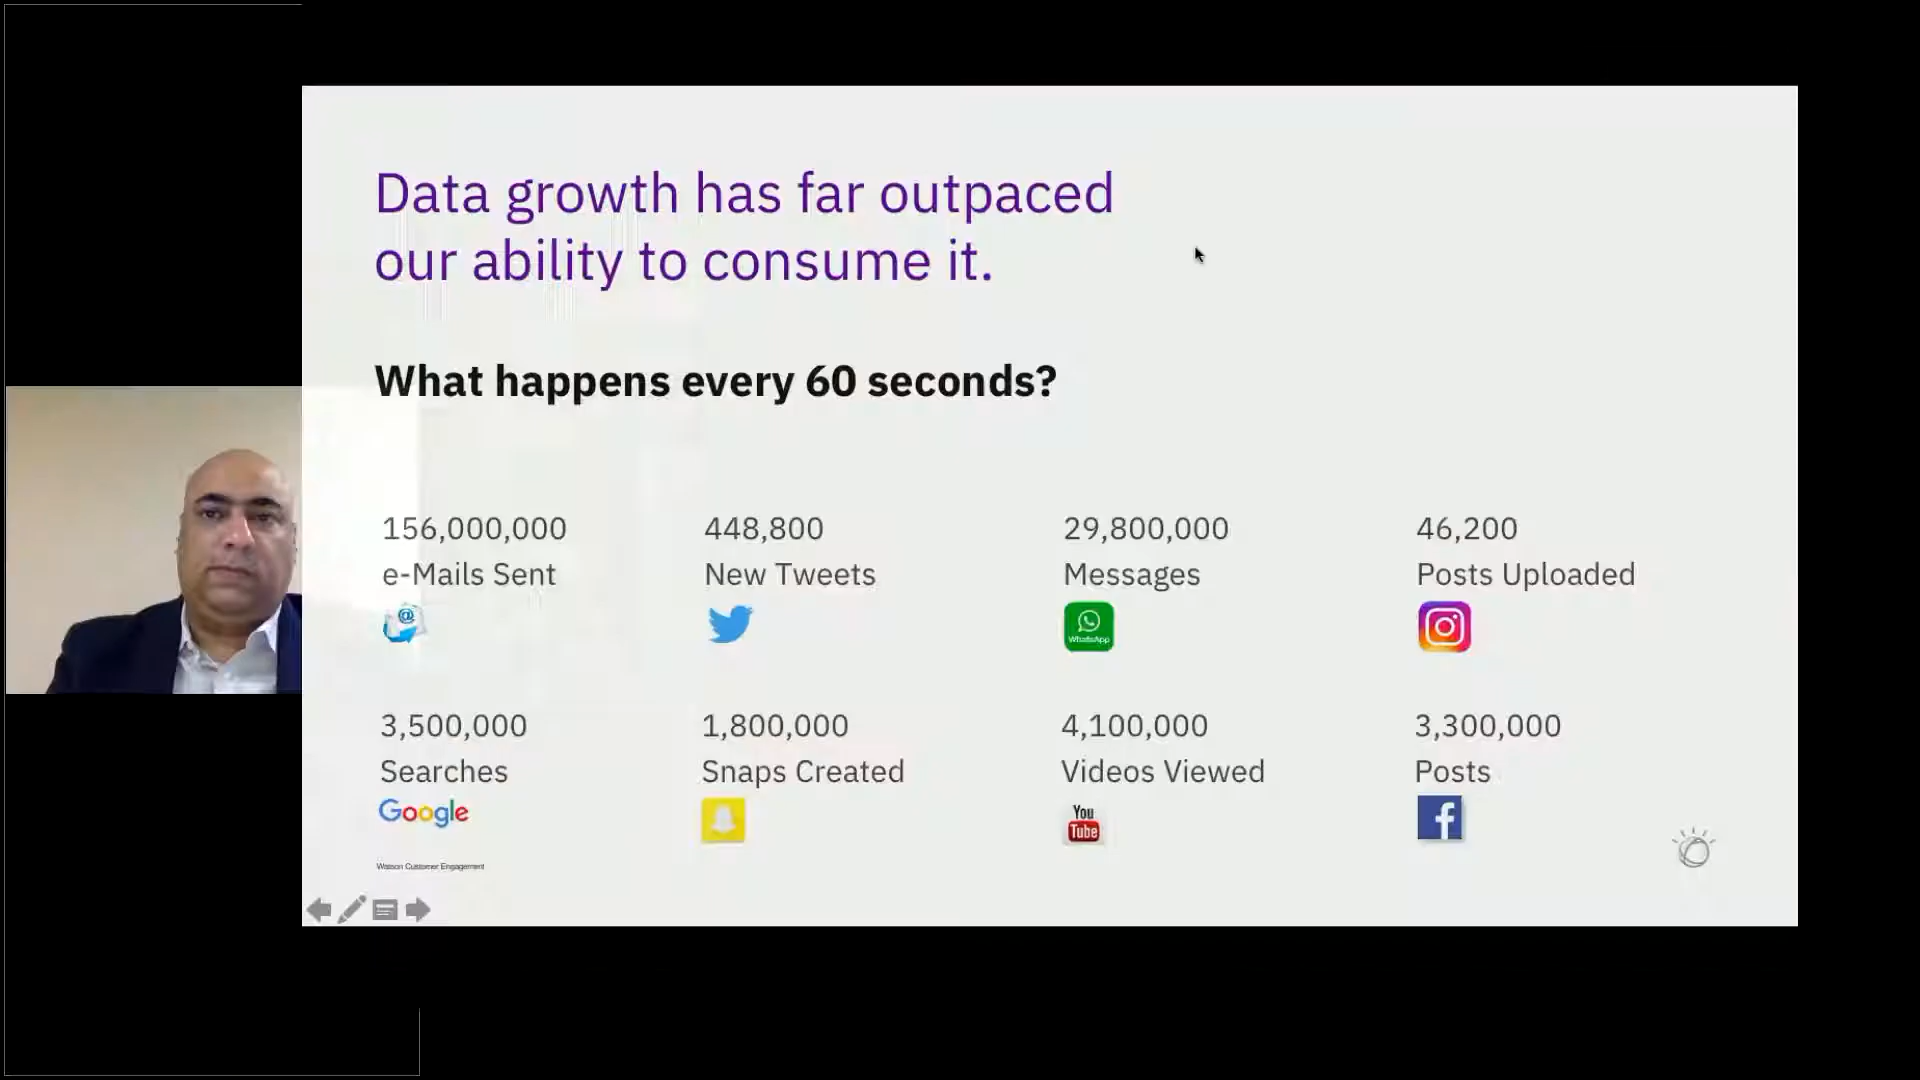 Data growth has far outpaced
our ability to consume it.
What happens every 60 seconds?
156,000,000
e-Mails Sent
@
448,800
New Tweets
29,800,000
Messages
WhatsApp
46,200
Posts Uploaded
3,500,000
Searches
Google
1,800,000
Snaps Created
4,100,000
Videos Viewed
You
Tube
3,300,000
Posts
f
Watson Customer Engagement